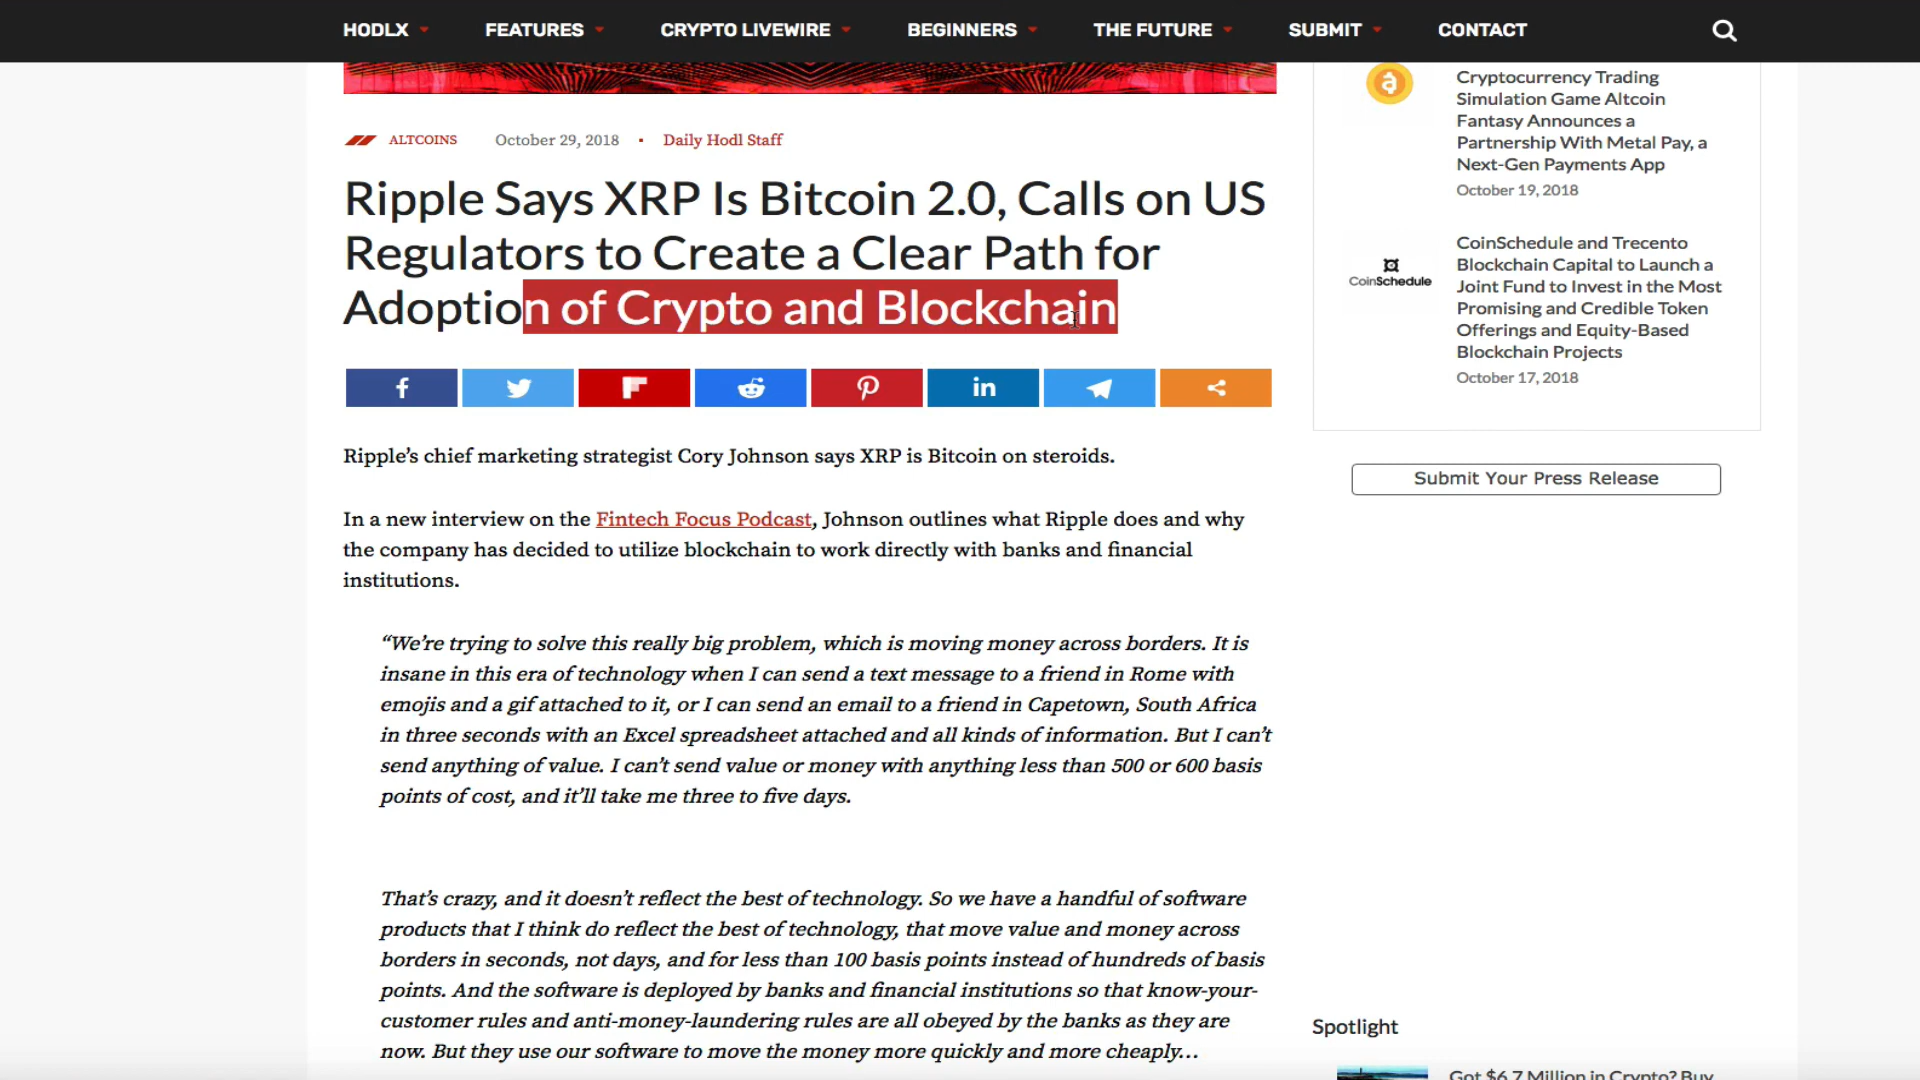 HODLX FEATURES CRYPTO LIVEWIRE BEGINNERS THE FUTURE SUBMIT CONTACT
ALTCOINS October 29, 2018 • Daily Hodl Staff
Ripple Says XRP Is Bitcoin 2.0, Calls on US
Regulators to Create a Clear Path for
Adoption of Crypto and Blockchain
Ripple’s chief marketing strategist Cory Johnson says XRP is Bitcoin on steroids.
In a new interview on the Fintech Focus Podcast, Johnson outlines what Ripple does and why
the company has decided to utilize blockchain to work directly with banks and financial
institutions.
“We’re trying to solve this really big problem, which is moving money across borders. It is
insane in this era of technology when I can send a text message to a friend in Rome with
emojis and a gif attached to it, or I can send an email to a friend in Capetown, South Africa
in three seconds with an Excel spreadsheet attached and all kinds of information. But I can’t
send anything of value. I can’t send value or money with anything less than 500 or 600 basis
points of cost, and it’ll take me three to five days.
That’s crazy, and it doesn’t reflect the best of technology. So we have a handful of software
products that I think do reflect the best of technology, that move value and money across
borders in seconds, not days, and for less than 100 basis points instead of hundreds of basis
points. And the software is deployed by banks and financial institutions so that know-your-
customer rules and anti-money-laundering rules are all obeyed by the banks as they are
now. But they use our software to move the money more quickly and more cheaply…
Cryptocurrency Trading
Simulation Game Altcoin
Fantasy Announces a
Partnership With Metal Pay, a
Next-Gen Payments App
October 19, 2018
CoinSchedule
CoinSchedule and Trecento
Blockchain Capital to Launch a
Joint Fund to Invest in the Most
Promising and Credible Token
Offerings and Equity-Based
Blockchain Projects
October 17, 2018
Submit Your Press Release
Spotlight
Got $6.7 Million in Crypto? Buy